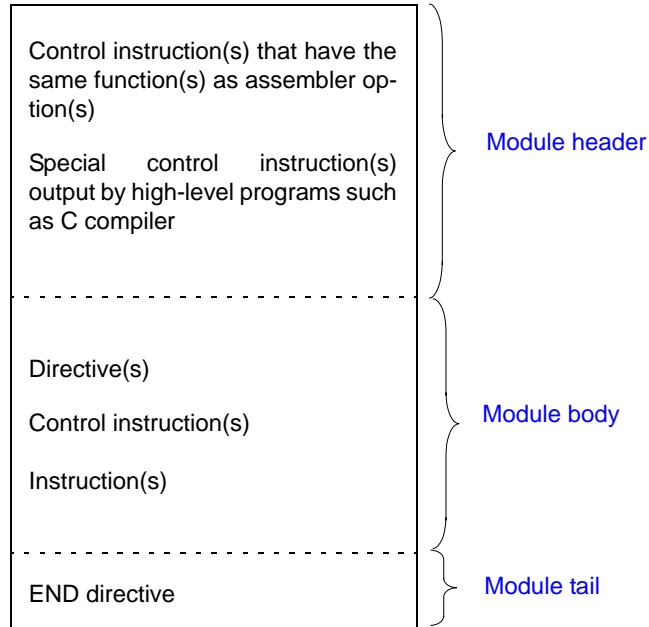 Control instruction(s) that have the
same function(s) as assembler op-
tion(s)
Special control instruction(s)
output by high-level programs such
as C compiler
Module header
Directive(s)
Control instruction(s)
Instruction(s)
Module body
END directive
Module tail